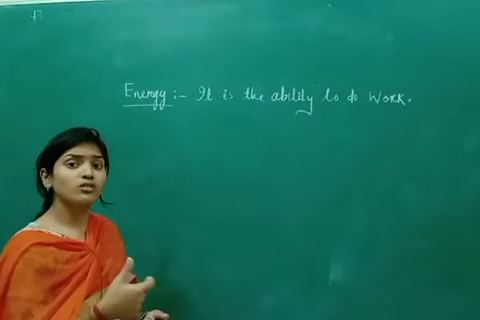 Energy :- It is the ability to do work.